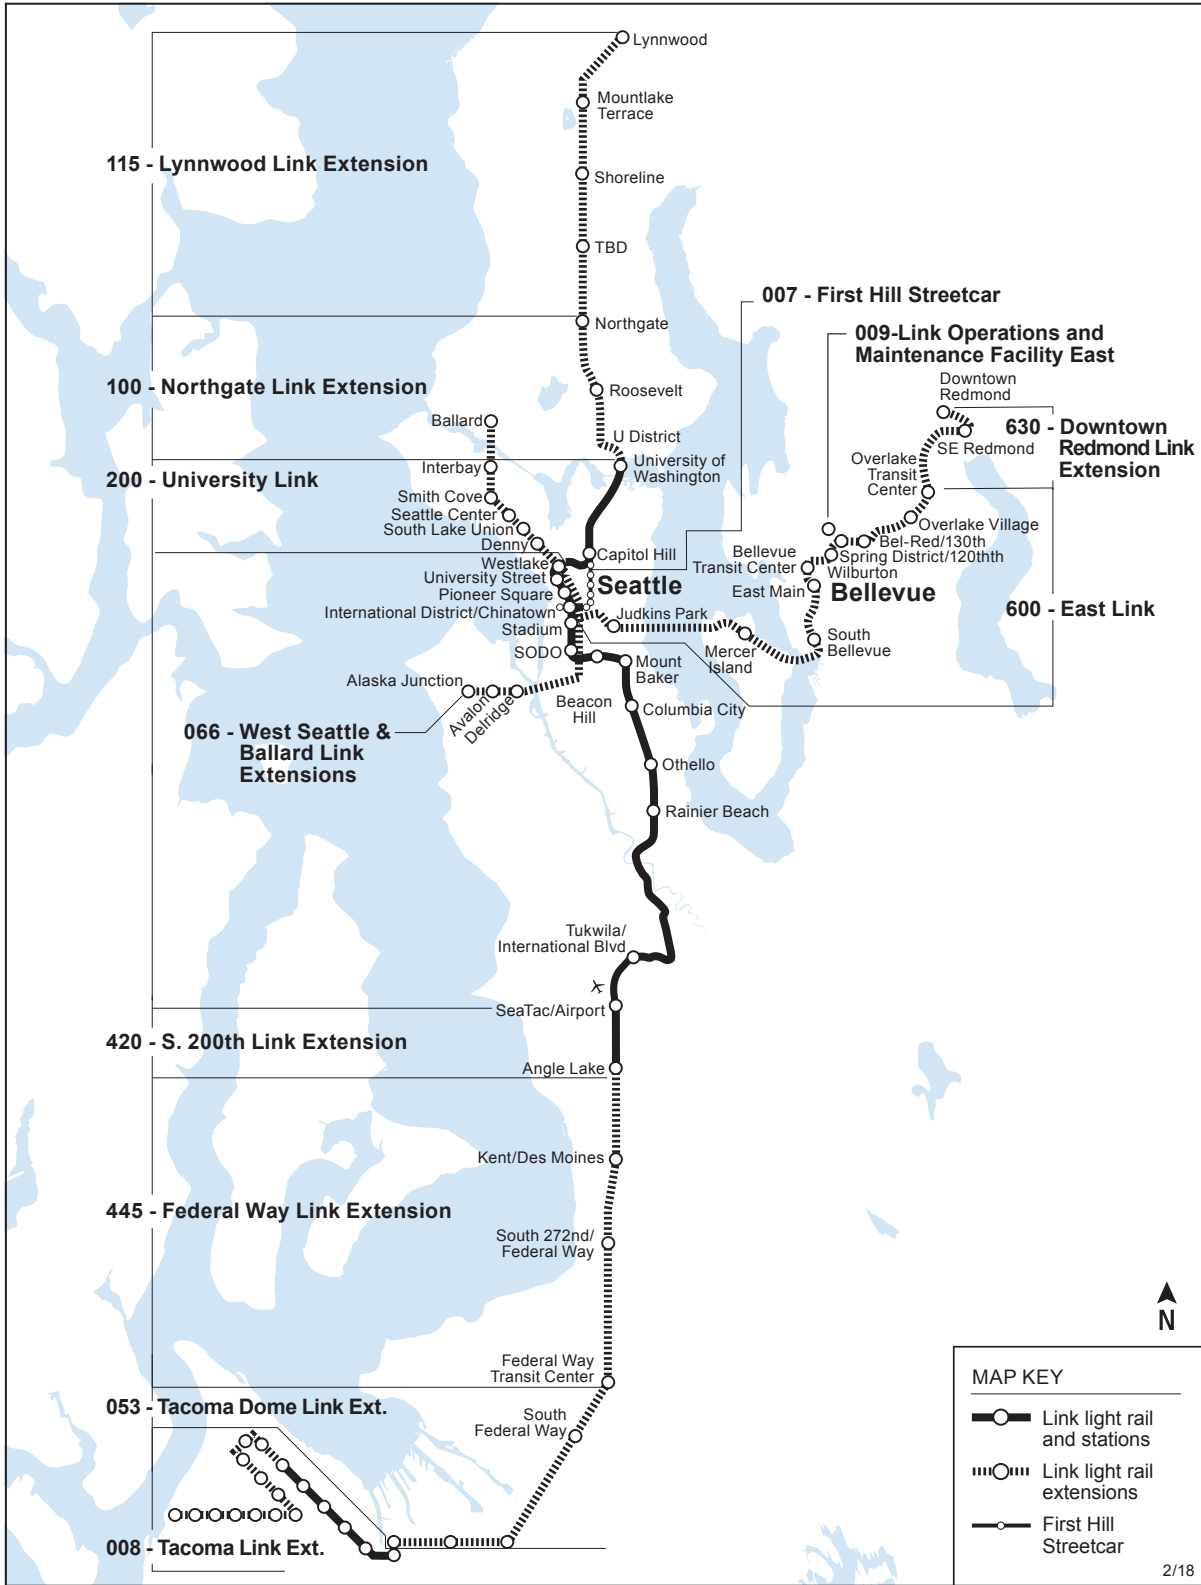 Lynnwood
Mountlake
Terrace
115 - Lynnwood Link Extension
Shoreline
TBD
007 - First Hill Streetcar
Northgate
009-Link Operations and
Maintenance Facility East
100 - Northgate Link Extension
Roosevelt
Downtown
Redmond
Ballard
U District
630 - Downtown
Redmond Link
Extension
SE Redmond
Interbay
University of
Washington
Overlake
Transit
Center
200 - University Link
Smith Cove
Seattle Center
South Lake Union
Denny
Overlake Village
Bel-Red/130th
Spring District/120thth
Wilburton
Capitol Hill
Bellevue
Transit Center
Westlake
University Street
Pioneer Square
International District/Chinatown
Stadium
SODO
Seattle
East Main
Bellevue
Judkins Park
600 - East Link
South
Bellevue
Mercer
Island
Mount
Baker
Alaska Junction
Avalon
Delridge
Beacon
Hill
Columbia City
066 - West Seattle &
Ballard Link
Extensions
Othello
Rainier Beach
Tukwila/
International Blvd
SeaTac/Airport
420 - S. 200th Link Extension
Angle Lake
Kent/Des Moines
445 - Federal Way Link Extension
South 272nd/
Federal Way
N
Federal Way
Transit Center
053 - Tacoma Dome Link Ext.
South
Federal Way
008 - Tacoma Link Ext.
MAP KEY
Link light rail
and stations
Link light rail
extensions
First Hill
Streetcar
2/18